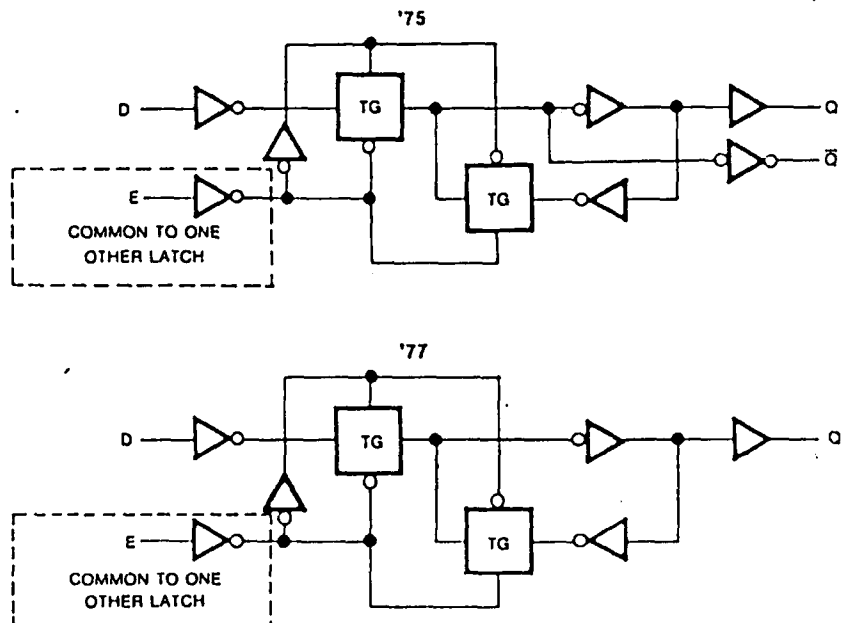 '75
D
TG
Q
Q̅
E
TG
COMMON TO ONE
OTHER LATCH
'77
D
TG
Q
E
TG
COMMON TO ONE
OTHER LATCH